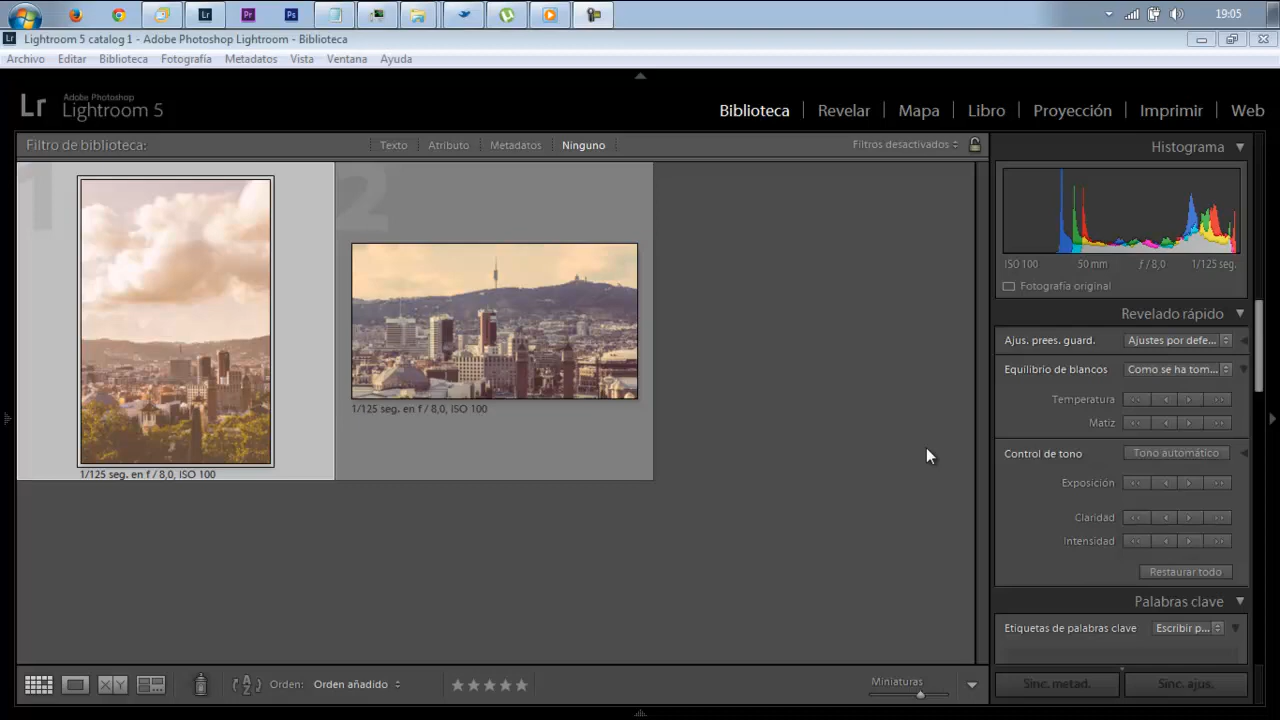 19:05
Lightroom 5 catalog 1 - Adobe Photoshop Lightroom - Biblioteca
Archivo Editar Biblioteca Fotografía Metadatos Vista Ventana Ayuda
Lr Adobe Photoshop
Lightroom 5
Biblioteca Revelar Mapa Libro Proyección Imprimir Web
Filtro de biblioteca: Texto Atributo Metadatos Ninguno Filtros desactivados
Histograma
1
2
ISO 100 50 mm ƒ / 8,0 1/125 seg.
Fotografía original
Revelado rápido
Ajus. prees. guard. Ajustes por defe...
Equilibrio de blancos Como se ha tom...
Temperatura
Matiz
1/125 seg. en f / 8,0, ISO 100
Control de tono Tono automático
1/125 seg. en f / 8,0, ISO 100
Exposición
Claridad
Intensidad
Restaurar todo
Palabras clave
Etiquetas de palabras clave Escribir p...
XY Orden: Orden añadido Miniaturas
Sinc. metad. Sinc. ajus.